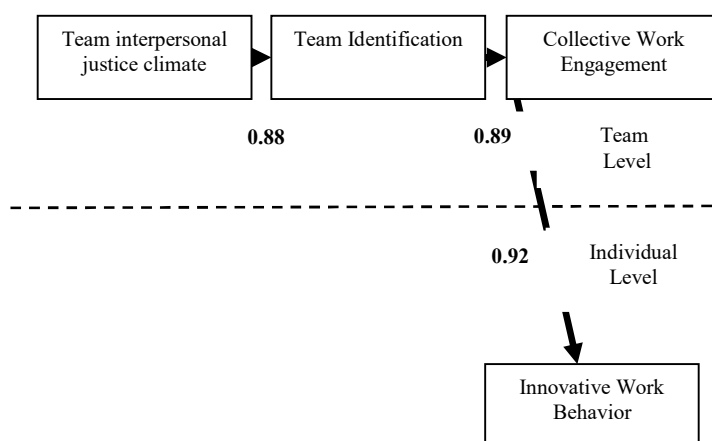 Team interpersonal
justice climate
Team Identification
Collective Work
Engagement
0.88
0.89
Team
Level
0.92
Individual
Level
Innovative Work
Behavior